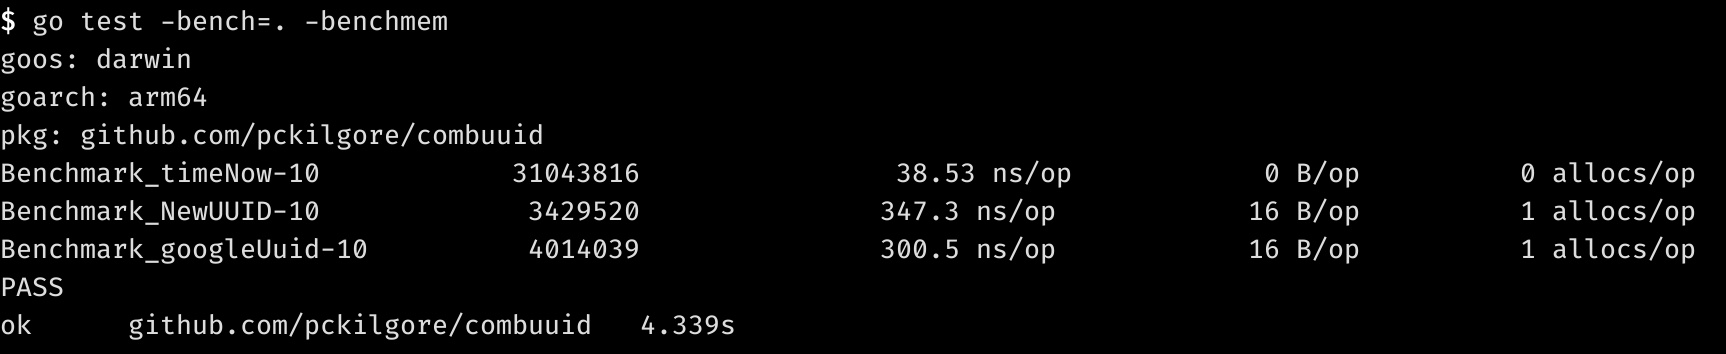 $ go test -bench=. -benchmem
goos: darwin
goarch: arm64
pkg: github.com/pckilgore/combuuid
Benchmark_timeNow-10 31043816 38.53 ns/op 0 B/op 0 allocs/op
Benchmark_NewUUID-10 3429520 347.3 ns/op 16 B/op 1 allocs/op
Benchmark_googleUuid-10 4014039 300.5 ns/op 16 B/op 1 allocs/op
PASS
ok github.com/pckilgore/combuuid 4.339s